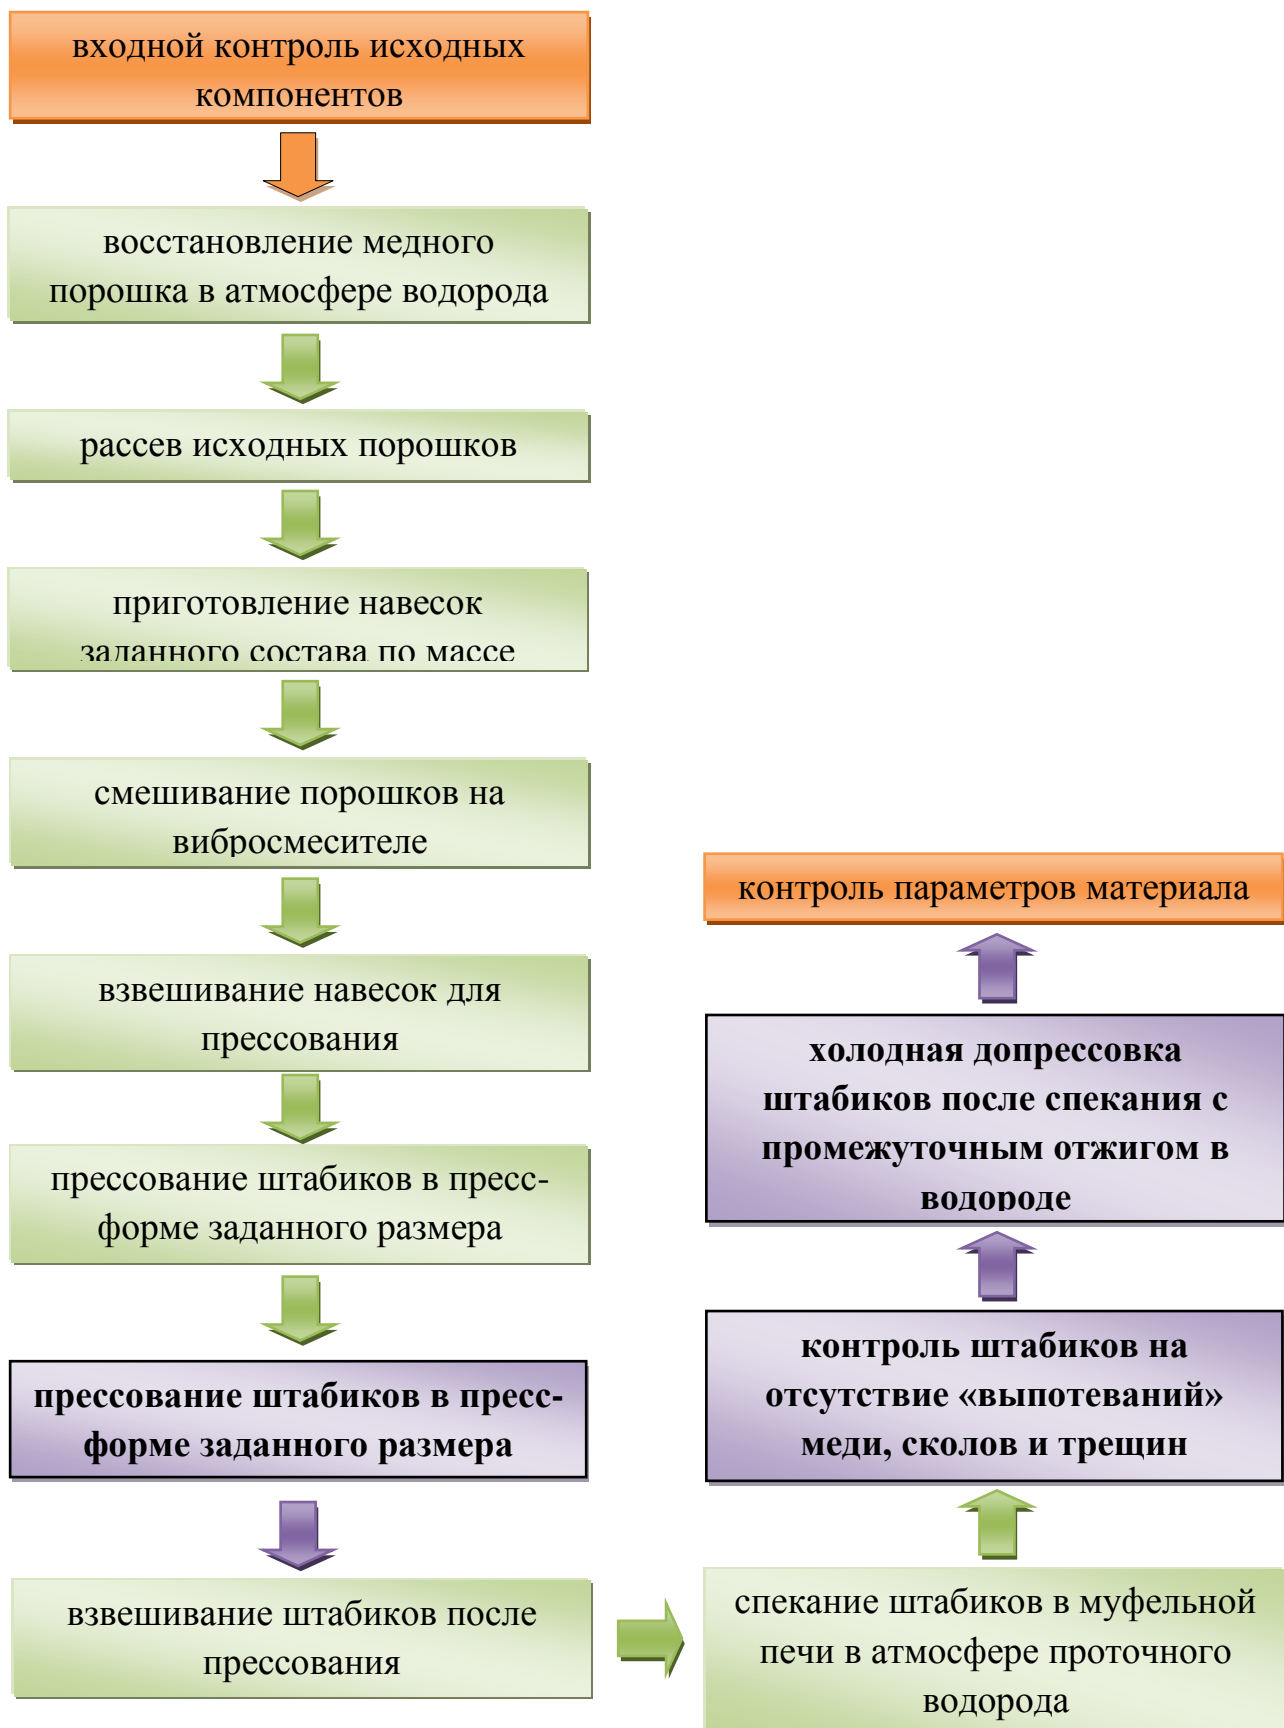 входной контроль исходных
компонентов
восстановление медного
порошка в атмосфере водорода
рассев исходных порошков
приготовление навесок
заданного состава по массе
смешивание порошков на
вибросмесителе
взвешивание навесок для
прессования
прессование штабиков в пресс-
форме заданного размера
прессование штабиков в пресс-
форме заданного размера
взвешивание штабиков после
прессования
спекание штабиков в муфельной
печи в атмосфере проточного
водорода
контроль штабиков на
отсутствие «выпотеваний»
меди, сколов и трещин
холодная допрессовка
штабиков после спекания с
промежуточным отжигом в
водороде
контроль параметров материала